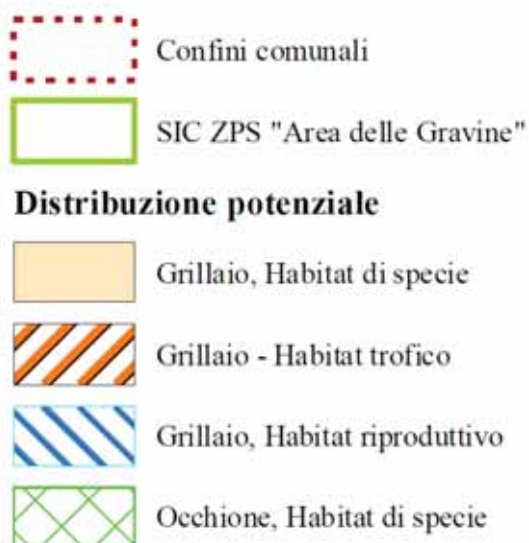 Confini comunali
SIC ZPS "Area delle Gravine"
Distribuzione potenziale
Grillaio, Habitat di specie
Grillaio - Habitat trofico
Grillaio, Habitat riproduttivo
Occhione, Habitat di specie